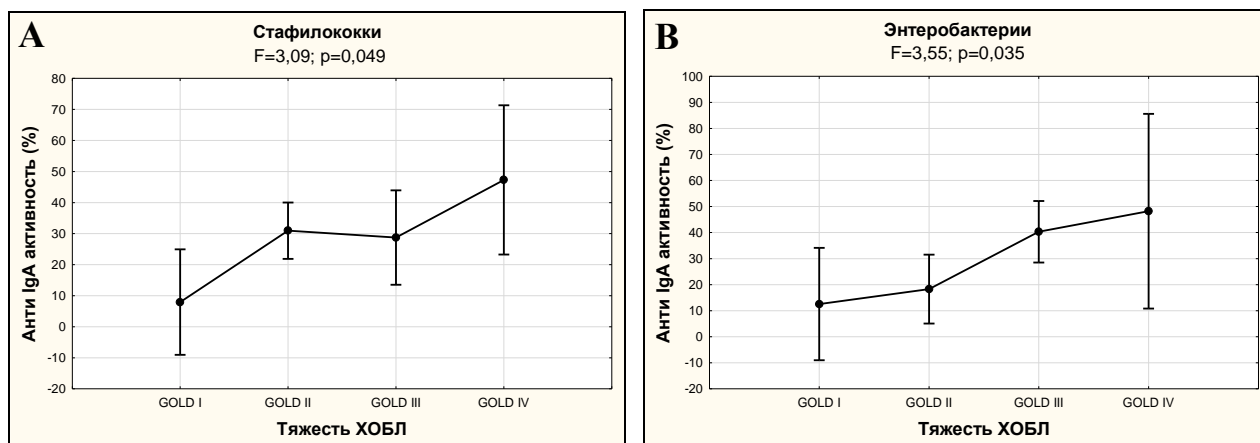 A
Стафилококки
F=3,09; p=0,049
Анти IgA активность (%)
80
70
60
50
40
30
20
10
0
-10
-20
GOLD I GOLD II GOLD III GOLD IV
Тяжесть ХОБЛ
B
Энтеробактерии
F=3,55; p=0,035
Анти IgA активность (%)
100
90
80
70
60
50
40
30
20
10
0
-10
-20
GOLD I GOLD II GOLD III GOLD IV
Тяжесть ХОБЛ